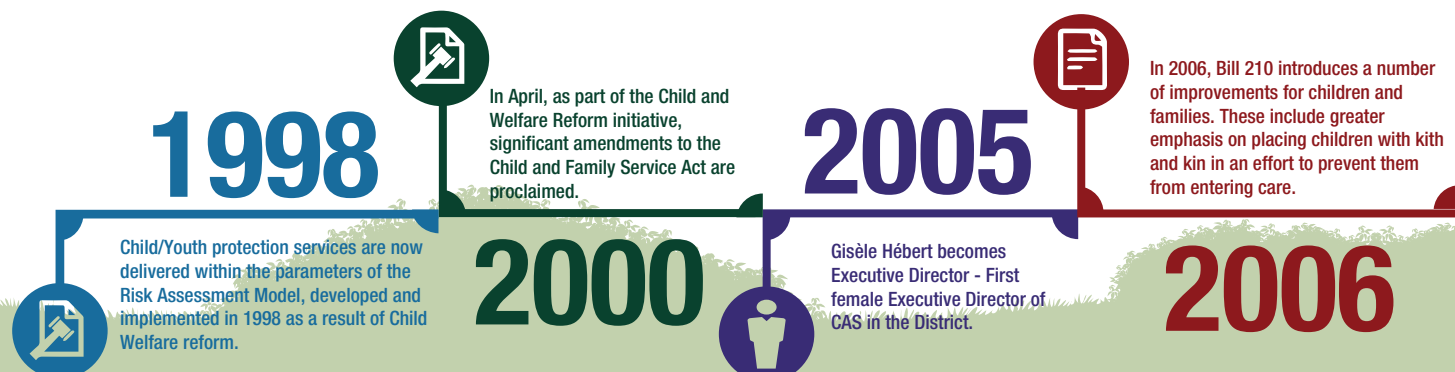 1998
Child/Youth protection services are now
delivered within the parameters of the
Risk Assessment Model, developed and
implemented in 1998 as a result of Child
Welfare reform.
In April, as part of the Child and
Welfare Reform initiative,
significant amendments to the
Child and Family Service Act are
proclaimed.
2000
2005
Gisèle Hébert becomes
Executive Director - First
female Executive Director of
CAS in the District.
In 2006, Bill 210 introduces a number
of improvements for children and
families. These include greater
emphasis on placing children with kith
and kin in an effort to prevent them
from entering care.
2006